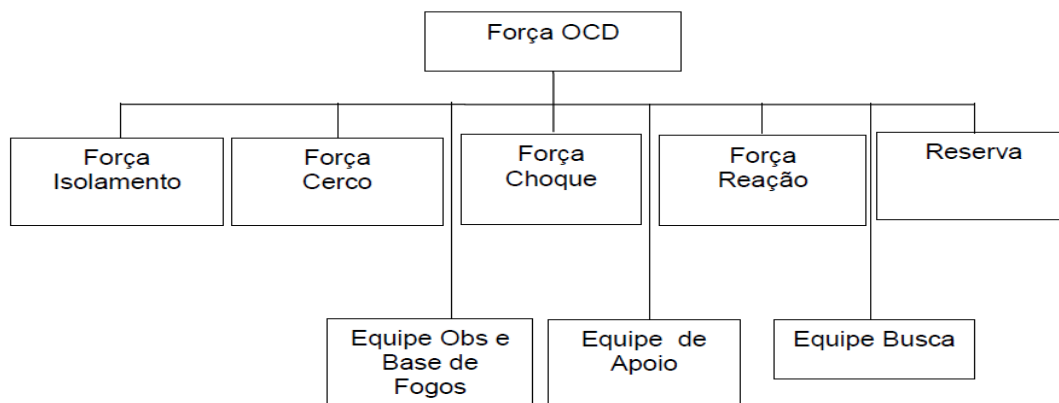 Força OCD
Força
Isolamento
Força
Cerco
Força
Choque
Força
Reação
Reserva
Equipe Obs e
Base de
Fogos
Equipe de
Apoio
Equipe Busca